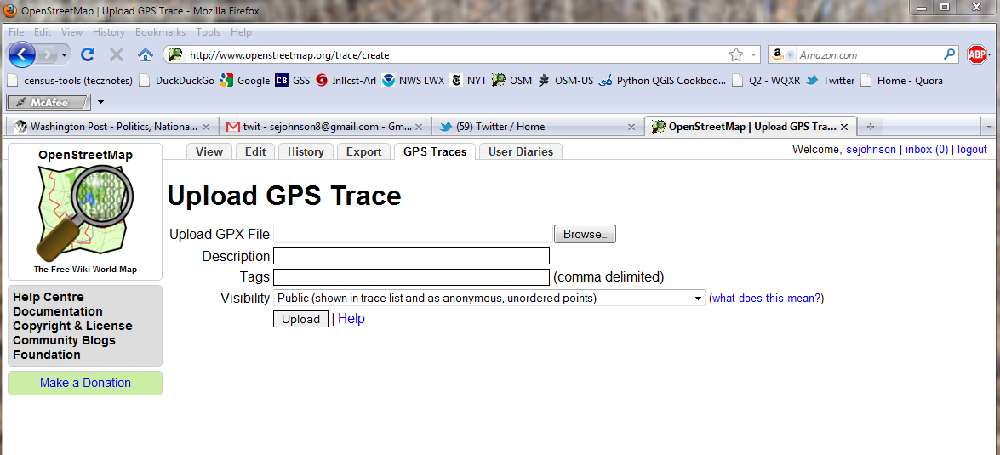 OpenStreetMap | Upload GPS Trace - Mozilla Firefox
File Edit View History Bookmarks Tools Help
http://www.openstreetmap.org/trace/create
a Amazon.com ABP
census-tools (tecznotes) DuckDuckGo Google CB GSS Inllcst-Arl NWS LWX NYT OSM OSM-US Python QGIS Cookboo... Q2 - WQXR Twitter Home - Quora
McAfee
Washington Post - Politics, Nationa... twit - sejohnson8@gmail.com - Gm... (59) Twitter / Home OpenStreetMap | Upload GPS Tra...
OpenStreetMap
The Free Wiki World Map
View Edit History Export GPS Traces User Diaries
Welcome, sejohnson | inbox (0) | logout
Upload GPS Trace
Upload GPX File Browse...
Description
Tags (comma delimited)
Visibility Public (shown in trace list and as anonymous, unordered points) (what does this mean?)
Upload | Help
Help Centre
Documentation
Copyright & License
Community Blogs
Foundation
Make a Donation